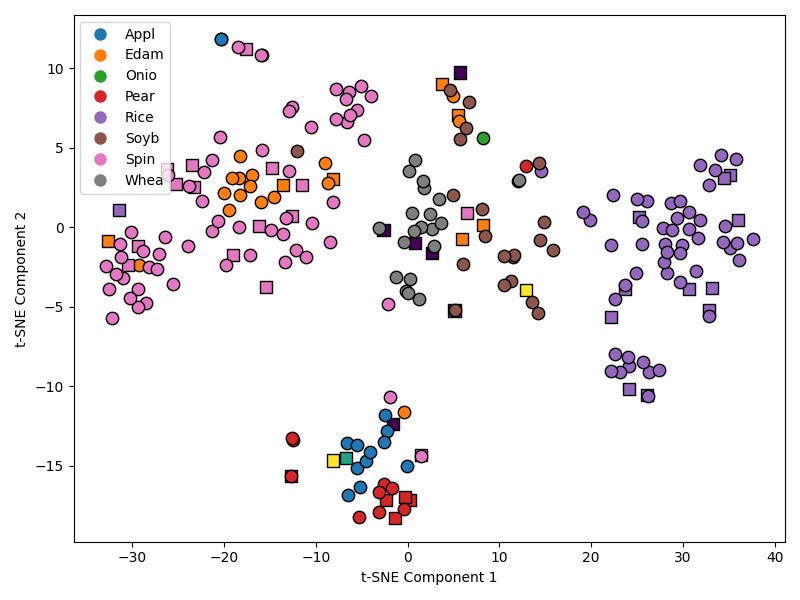 Appl
Edam
Onio
Pear
Rice
Soyb
Spin
Whea
10
5
0
−5
−10
−15
−30
−20
−10
0
10
20
30
40
t-SNE Component 2
t-SNE Component 1